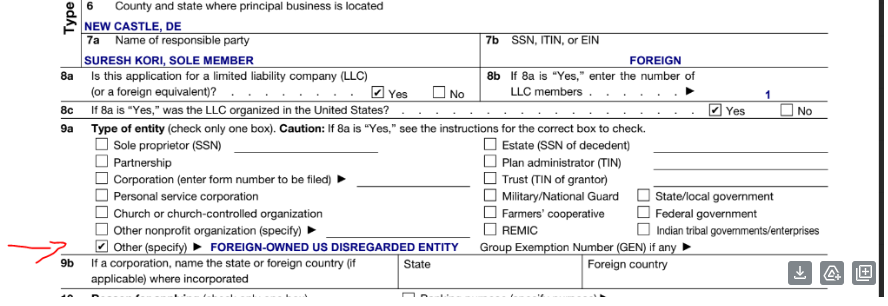 Type
6 County and state where principal business is located
NEW CASTLE, DE
7a Name of responsible party
7b SSN, ITIN, or EIN
SURESH KORI, SOLE MEMBER
FOREIGN
8a Is this application for a limited liability company (LLC)
(or a foreign equivalent)? . . . . . . . . ✔ Yes No
8b If 8a is “Yes,” enter the number of
LLC members . . . . . . ▶ 1
8c If 8a is “Yes,” was the LLC organized in the United States? . . . . . . . . . . . . . . . . . . ✔ Yes No
9a Type of entity (check only one box). Caution: If 8a is “Yes,” see the instructions for the correct box to check.
Sole proprietor (SSN)
Estate (SSN of decedent)
Partnership
Plan administrator (TIN)
Corporation (enter form number to be filed) ▶
Trust (TIN of grantor)
Personal service corporation
Military/National Guard
State/local government
Church or church-controlled organization
Farmers’ cooperative
Federal government
Other nonprofit organization (specify) ▶
REMIC
Indian tribal governments/enterprises
✔ Other (specify) ▶ FOREIGN-OWNED US DISREGARDED ENTITY
Group Exemption Number (GEN) if any ▶
9b If a corporation, name the state or foreign country (if
applicable) where incorporated
State
Foreign country